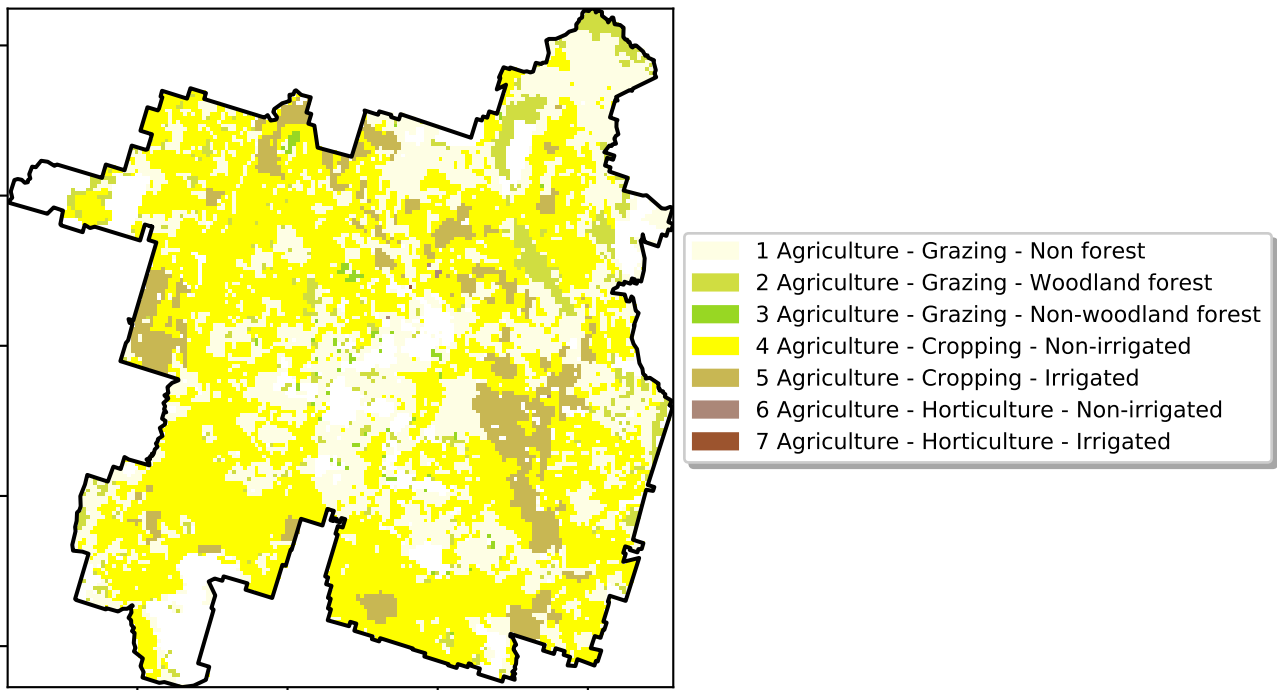 1 Agriculture - Grazing - Non forest
2 Agriculture - Grazing - Woodland forest
3 Agriculture - Grazing - Non-woodland forest
4 Agriculture - Cropping - Non-irrigated
5 Agriculture - Cropping - Irrigated
6 Agriculture - Horticulture - Non-irrigated
7 Agriculture - Horticulture - Irrigated